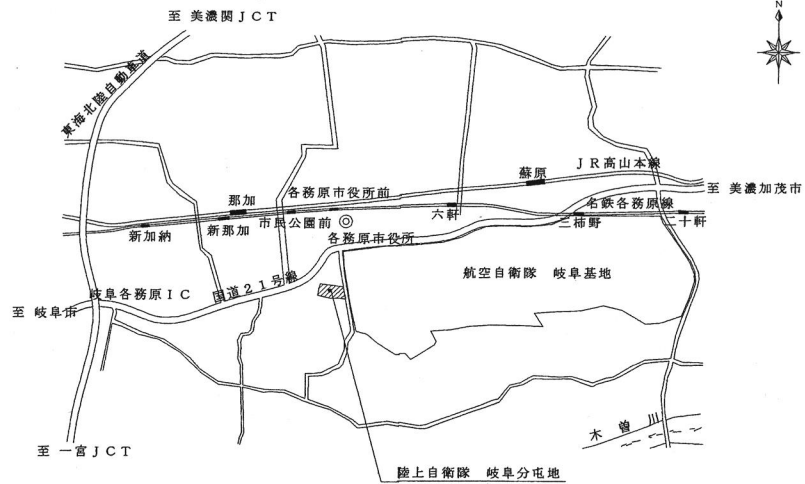 至 美濃関ＪＣＴ
N
東海北陸自動車道
ＪＲ高山本線
蘇原
至 美濃加茂市
那加
各務原市役所前
名鉄各務原線
六軒
三柿野
二十軒
新加納
新那加
市民公園前
各務原市役所
航空自衛隊 岐阜基地
国道２１号線
岐阜各務原ＩＣ
至 岐阜市
木曽川
至 一宮ＪＣＴ
陸上自衛隊 岐阜分屯地